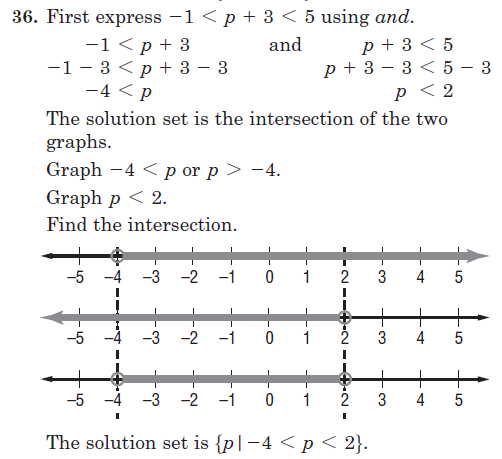 36. First express −1 < p + 3 < 5 using and.
−1 < p + 3 and p + 3 < 5
−1 − 3 < p + 3 − 3 p + 3 − 3 < 5 − 3
−4 < p p < 2
The solution set is the intersection of the two
graphs.
Graph −4 < p or p > −4.
Graph p < 2.
Find the intersection.
−5 −4 −3 −2 −1 0 1 2 3 4 5
−5 −4 −3 −2 −1 0 1 2 3 4 5
−5 −4 −3 −2 −1 0 1 2 3 4 5
The solution set is {p|−4 < p < 2}.